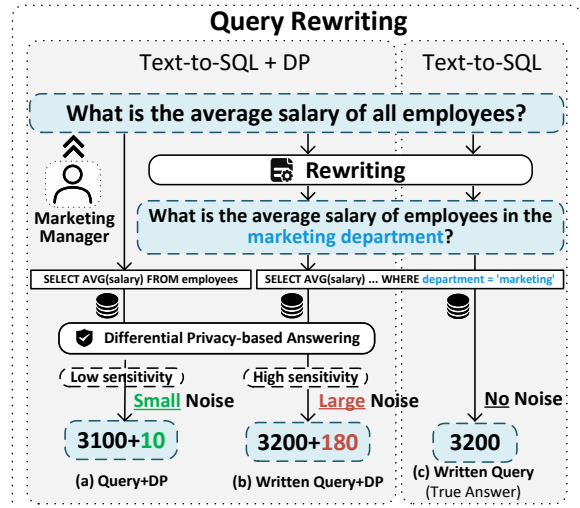 Query Rewriting
Text-to-SQL + DP
Text-to-SQL
What is the average salary of all employees?
Rewriting
Marketing
Manager
What is the average salary of employees in the
marketing department?
SELECT AVG(salary) FROM employees
SELECT AVG(salary) ... WHERE department = 'marketing'
Differential Privacy-based Answering
Low sensitivity
High sensitivity
Small Noise
Large Noise
No Noise
3100+10
3200+180
3200
(a) Query+DP
(b) Written Query+DP
(c) Written Query
(True Answer)